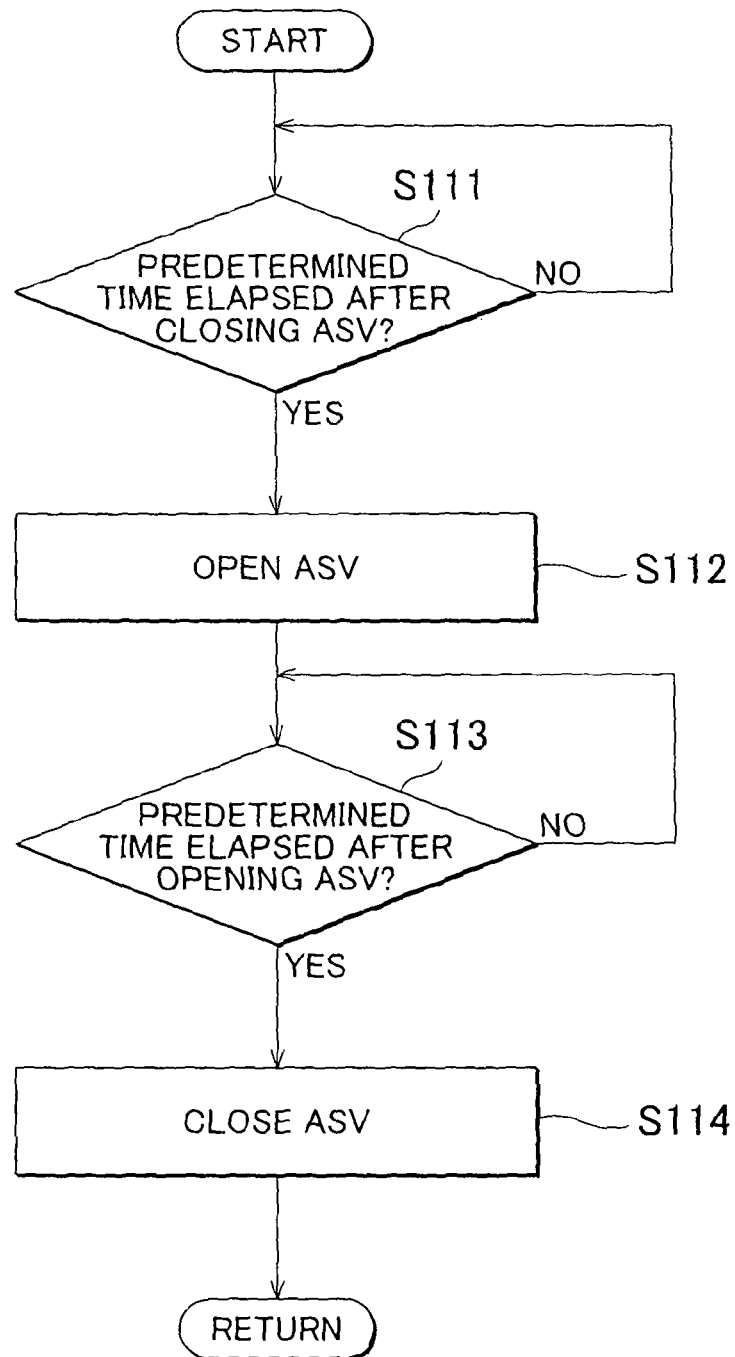 START
S111
PREDETERMINED
TIME ELAPSED AFTER
CLOSING ASV?
NO
YES
OPEN ASV
S112
S113
PREDETERMINED
TIME ELAPSED AFTER
OPENING ASV?
NO
YES
CLOSE ASV
S114
RETURN